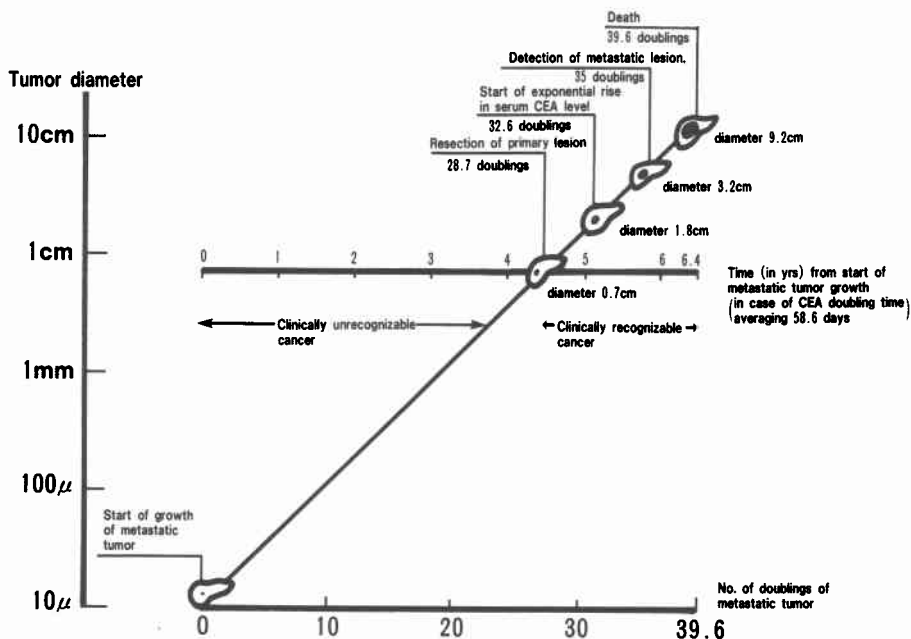 Death
39.6 doublings
Detection of metastatic lesion.
35 doublings
Start of exponential rise
in serum CEA level
32.6 doublings
Resection of primary lesion
28.7 doublings
Tumor diameter
10cm
1cm
1mm
100μ
10μ
diameter 9.2cm
diameter 3.2cm
diameter 1.8cm
diameter 0.7cm
0 1 2 3 4 5 6 6.4
Time (in yrs) from start of
metastatic tumor growth
(in case of CEA doubling time
averaging 58.6 days)
← Clinically unrecognizable →
cancer
← Clinically recognizable →
cancer
Start of growth
of metastatic
tumor
No. of doublings of
metastatic tumor
0 10 20 30 39.6